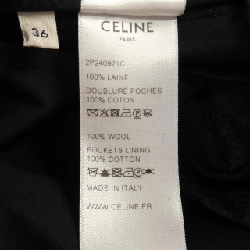 36
CELINE
PARIS
100% LAINE
DOUBLURE POCHES
100% COTON
100% WOOL
POCKETS LINING
100% COTTON
MADE IN ITALY
WWW.CELINE.FR